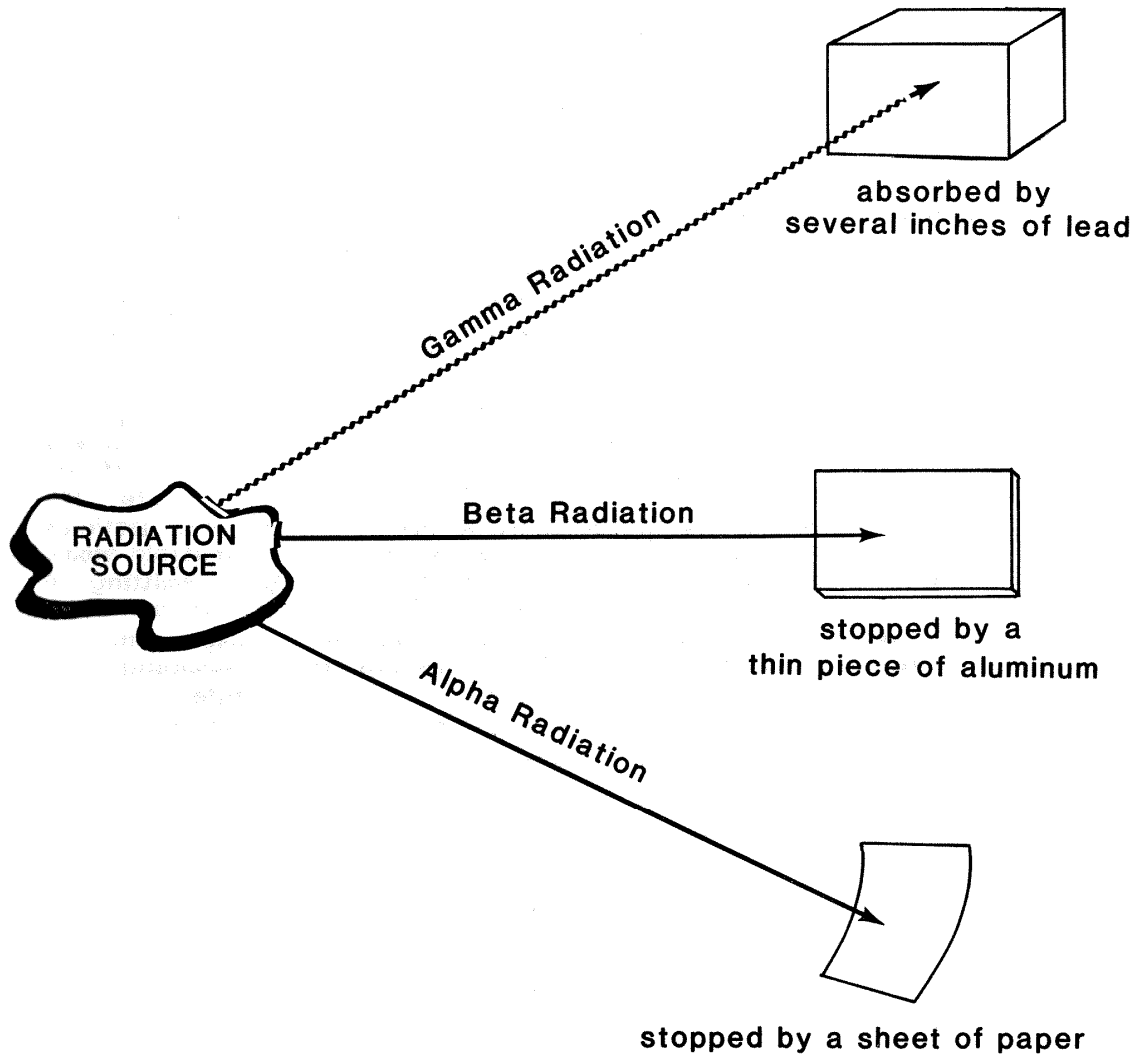 absorbed by
several inches of lead
Gamma Radiation
RADIATION
SOURCE
Beta Radiation
stopped by a
thin piece of aluminum
Alpha Radiation
stopped by a sheet of paper